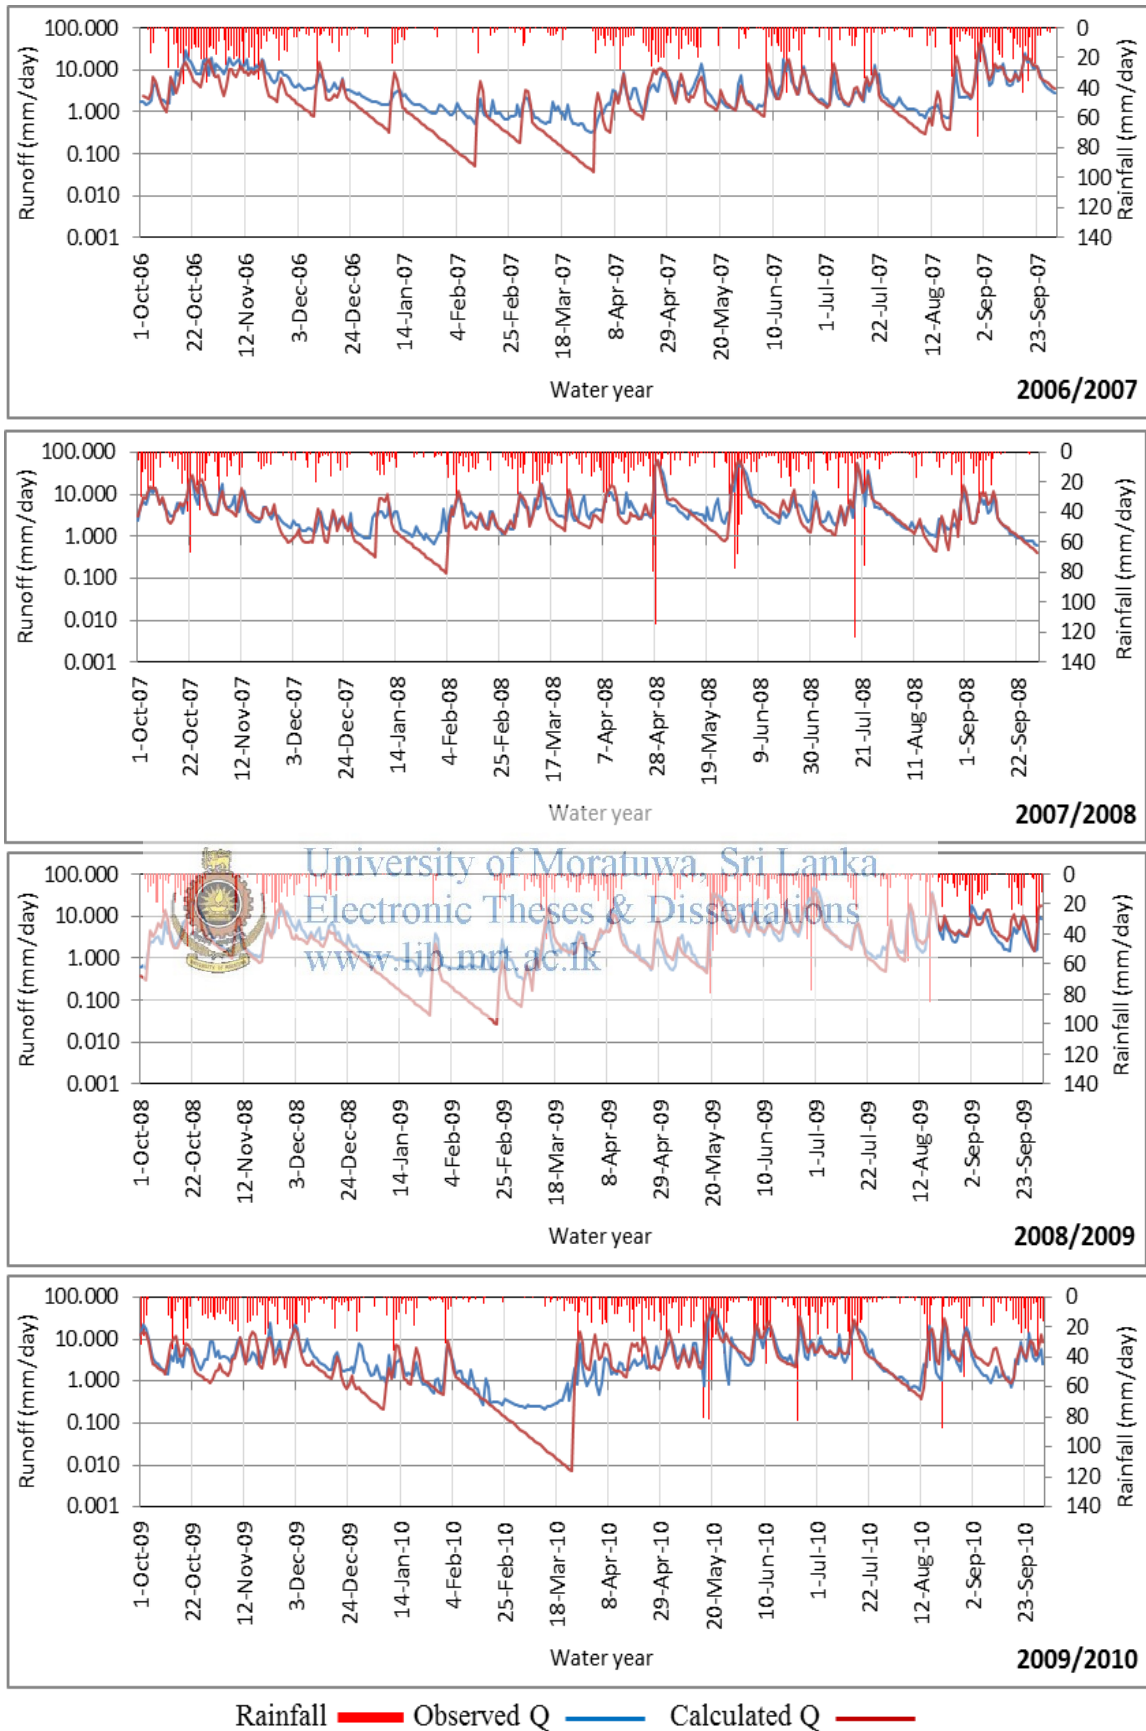 100.000
10.000
1.000
0.100
0.010
0.001
Runoff (mm/day)
0
20
40
60
80
100
120
140
Rainfall (mm/day)
1-Oct-06
22-Oct-06
12-Nov-06
3-Dec-06
24-Dec-06
14-Jan-07
4-Feb-07
25-Feb-07
18-Mar-07
8-Apr-07
29-Apr-07
20-May-07
10-Jun-07
1-Jul-07
22-Jul-07
12-Aug-07
2-Sep-07
23-Sep-07
Water year
2006/2007
100.000
10.000
1.000
0.100
0.010
0.001
Runoff (mm/day)
0
20
40
60
80
100
120
140
Rainfall (mm/day)
1-Oct-07
22-Oct-07
12-Nov-07
3-Dec-07
24-Dec-07
14-Jan-08
4-Feb-08
25-Feb-08
17-Mar-08
7-Apr-08
28-Apr-08
19-May-08
9-Jun-08
30-Jun-08
21-Jul-08
11-Aug-08
1-Sep-08
22-Sep-08
Water year
2007/2008
University of Moratuwa, Sri Lanka
Electronic Theses & Dissertations
www.lib.mrt.ac.lk
100.000
10.000
1.000
0.100
0.010
0.001
Runoff (mm/day)
0
20
40
60
80
100
120
140
Rainfall (mm/day)
1-Oct-08
22-Oct-08
12-Nov-08
3-Dec-08
24-Dec-08
14-Jan-09
4-Feb-09
25-Feb-09
18-Mar-09
8-Apr-09
29-Apr-09
20-May-09
10-Jun-09
1-Jul-09
22-Jul-09
12-Aug-09
2-Sep-09
23-Sep-09
Water year
2008/2009
100.000
10.000
1.000
0.100
0.010
0.001
Runoff (mm/day)
0
20
40
60
80
100
120
140
Rainfall (mm/day)
1-Oct-09
22-Oct-09
12-Nov-09
3-Dec-09
24-Dec-09
14-Jan-10
4-Feb-10
25-Feb-10
18-Mar-10
8-Apr-10
29-Apr-10
20-May-10
10-Jun-10
1-Jul-10
22-Jul-10
12-Aug-10
2-Sep-10
23-Sep-10
Water year
2009/2010
Rainfall Observed Q Calculated Q